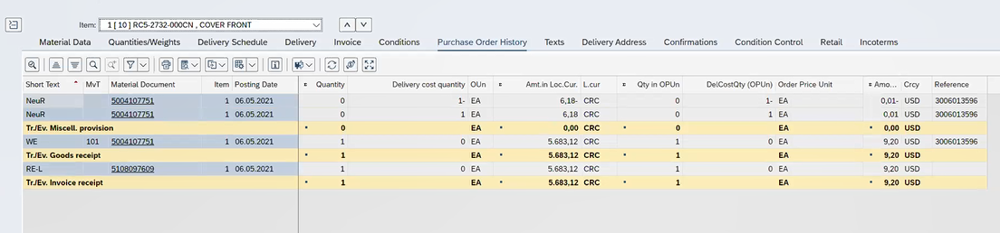 Item: 1 [ 10 ] RC5-2732-000CN , COVER FRONT
Material Data Quantities/Weights Delivery Schedule Delivery Invoice Conditions Purchase Order History Texts Delivery Address Confirmations Condition Control Retail Incoterms
Short Text MvT Material Document Item Posting Date Quantity Delivery cost quantity OUn Amt.in Loc.Cur. L.cur Qty in OPUn DelCostQty (OPUn) Order Price Unit Amo... Crcy Reference
NeuR 5004107751 1 06.05.2021 0 1- EA 6,18- CRC 0 1- EA 0,01- USD 3006013596
NeuR 5004107751 1 06.05.2021 0 1 EA 6,18 CRC 0 1 EA 0,01 USD 3006013596
Tr./Ev. Miscell. provision 0 EA 0,00 CRC 0 EA 0,00 USD
WE 101 5004107751 1 06.05.2021 1 0 EA 5.683,12 CRC 1 0 EA 9,20 USD 3006013596
Tr./Ev. Goods receipt 1 EA 5.683,12 CRC 1 EA 9,20 USD
RE-L 5108097609 1 06.05.2021 1 0 EA 5.683,12 CRC 1 0 EA 9,20 USD
Tr./Ev. Invoice receipt 1 EA 5.683,12 CRC 1 EA 9,20 USD